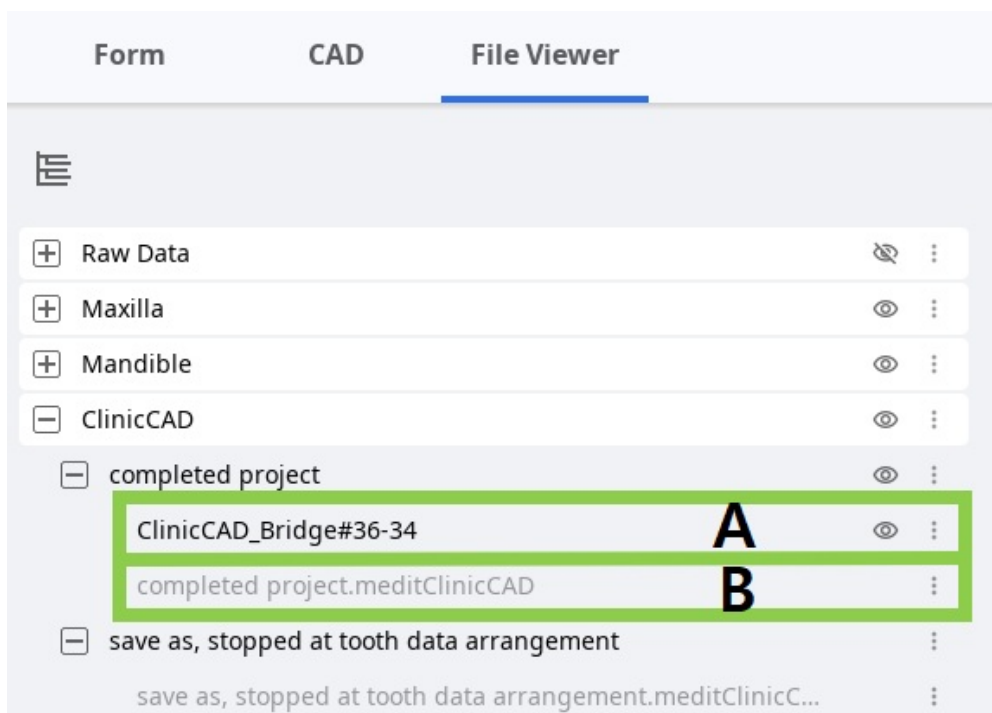 Form CAD File Viewer
Raw Data
Maxilla
Mandible
ClinicCAD
completed project
ClinicCAD_Bridge#36-34 A
completed project.meditClinicCAD B
save as, stopped at tooth data arrangement
save as, stopped at tooth data arrangement.meditClinicC...